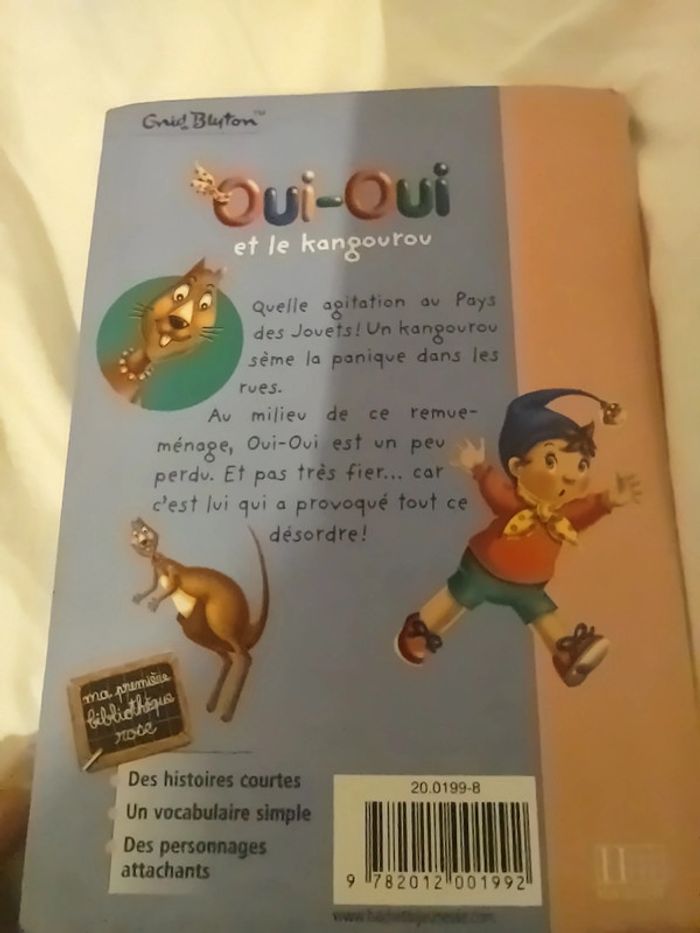 Enid Blyton™
Oui-Oui
et le kangourou
Quelle agitation au Pays
des Jouets! Un kangourou
sème la panique dans les
rues.
Au milieu de ce remue-
ménage, Oui-Oui est un peu
perdu. Et pas très fier... car
c'est lui qui a provoqué tout ce
désordre!
ma première
bibliothèque
rose
Des histoires courtes
Un vocabulaire simple
Des personnages
attachants
20.0199-8
9 782012 001992